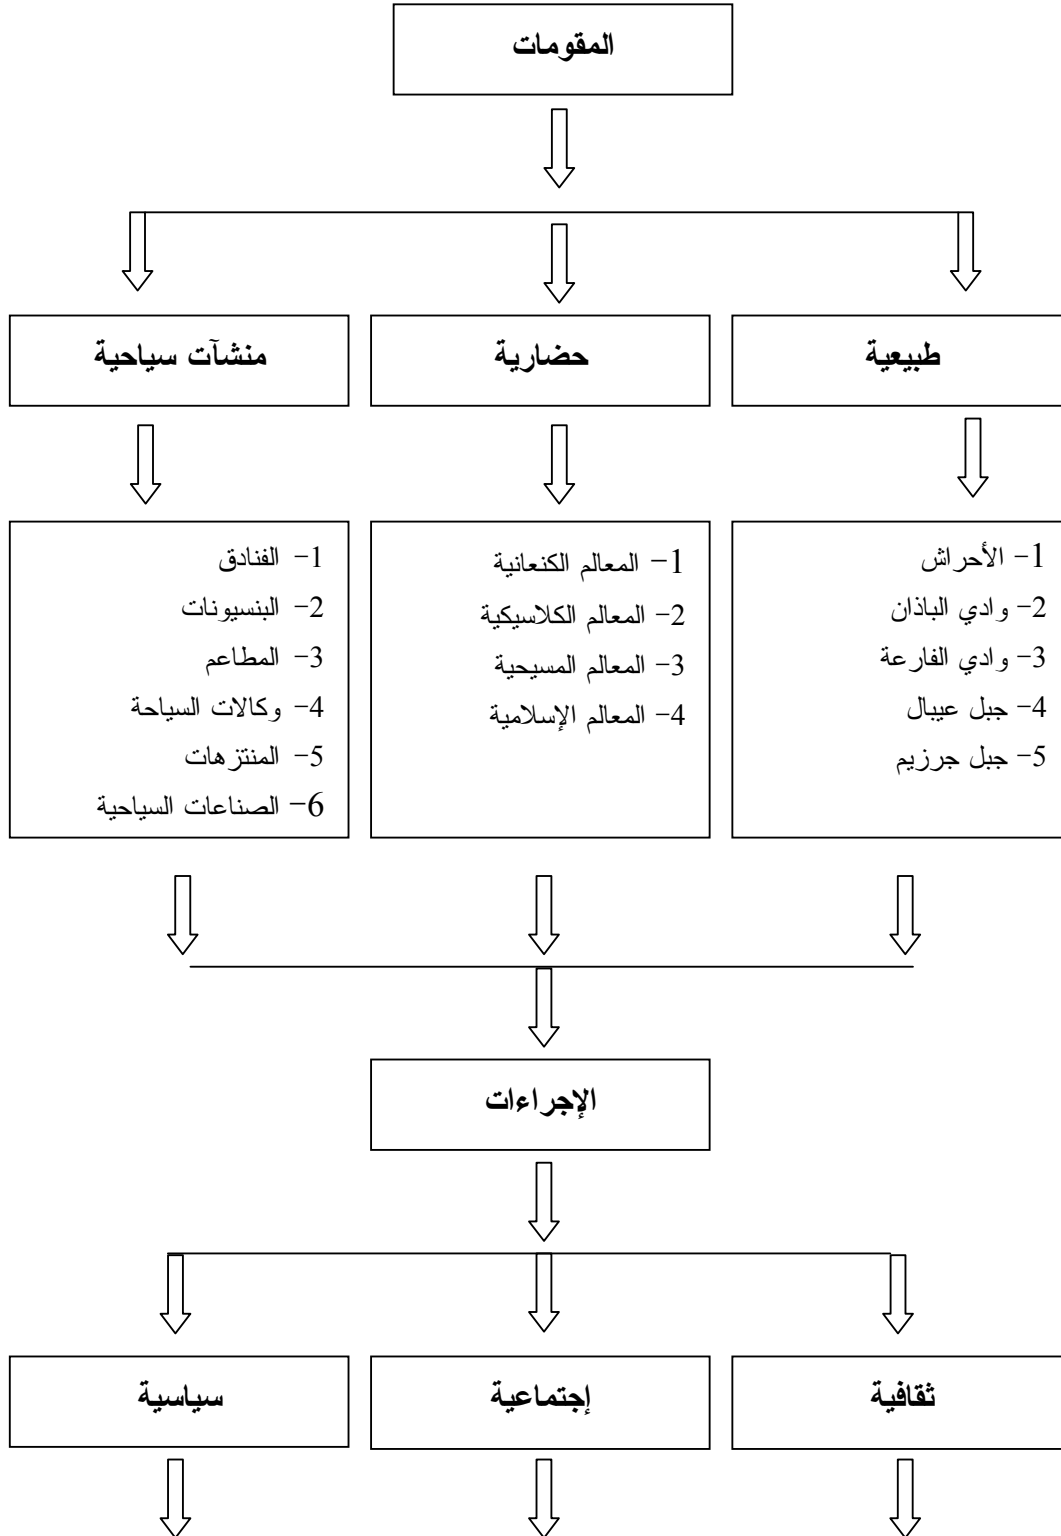 المقومات
طبيعية
حضارية
منشآت سياحية
1- الأحراش
2- وادي الباذان
3- وادي الفارعة
4- جبل عيبال
5- جبل جرزيم
1- المعالم الكنعانية
2- المعالم الكلاسيكية
3- المعالم المسيحية
4- المعالم الإسلامية
1- الفنادق
2- البنسيونات
3- المطاعم
4- وكالات السياحة
5- المنتزهات
6- الصناعات السياحية
الإجراءات
ثقافية
إجتماعية
سياسية